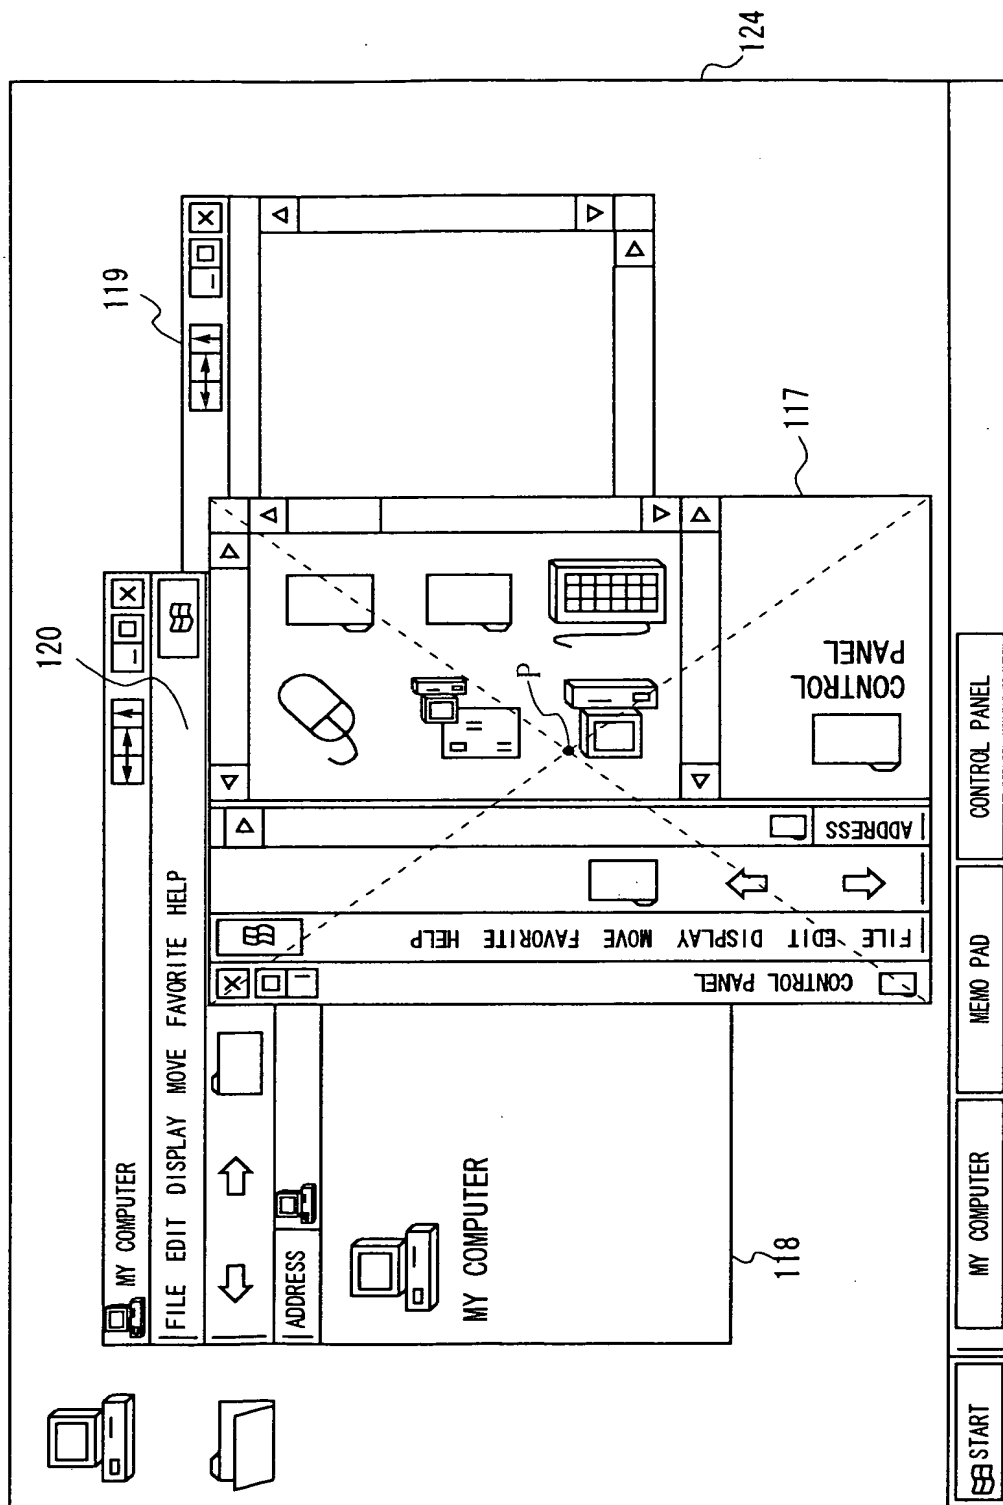 124
119
120
MY COMPUTER
FILE EDIT DISPLAY MOVE FAVORITE HELP
ADDRESS
MY COMPUTER
118
CONTROL PANEL
FILE EDIT DISPLAY MOVE FAVORITE HELP
ADDRESS
CONTROL
PANEL
P
117
START
MY COMPUTER
MEMO PAD
CONTROL PANEL